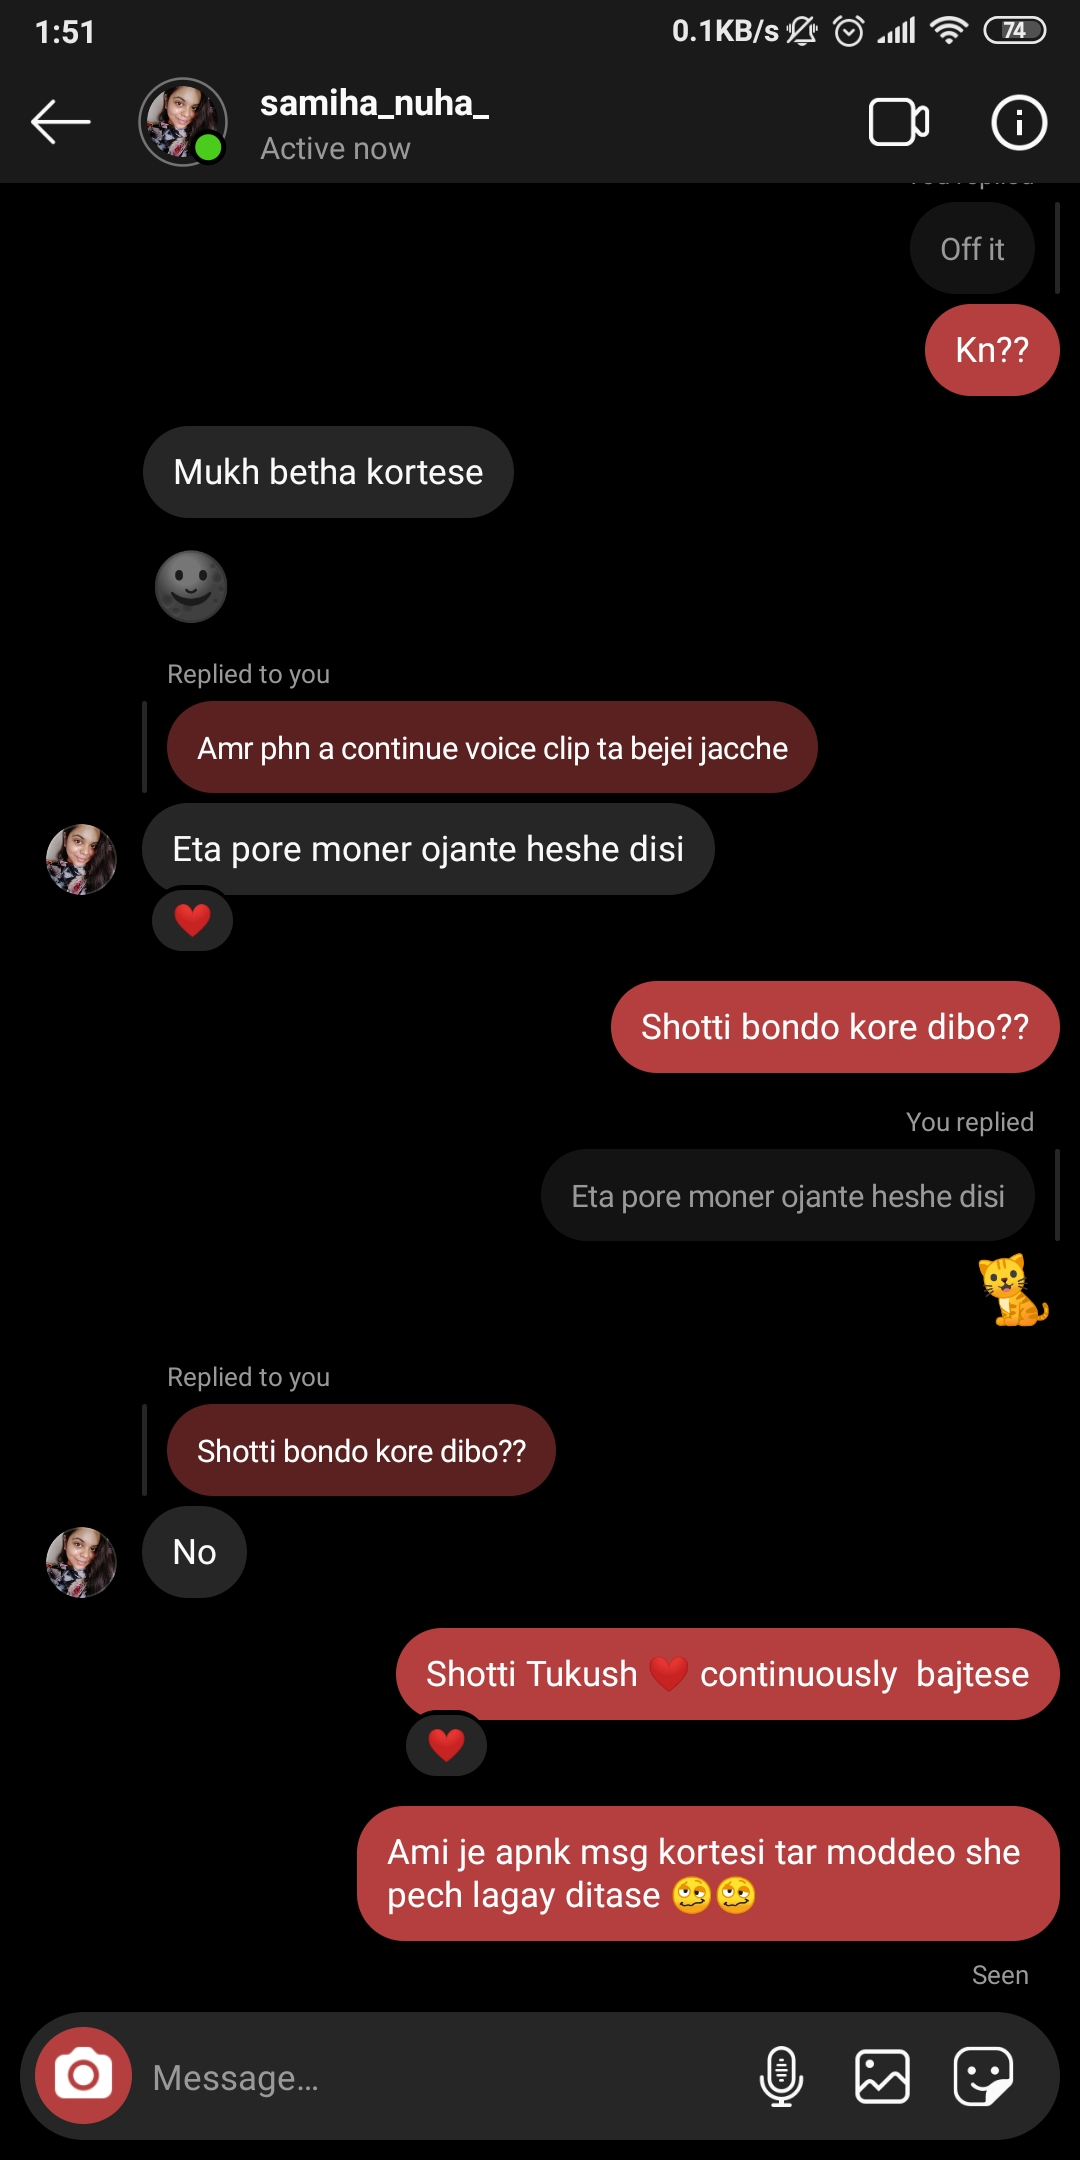 1:51
0.1KB/s
74
samiha_nuha_
Active now
You replied
Off it
Kn??
Mukh betha kortese
Replied to you
Amr phn a continue voice clip ta bejei jacche
Eta pore moner ojante heshe disi
Shotti bondo kore dibo??
You replied
Eta pore moner ojante heshe disi
Replied to you
Shotti bondo kore dibo??
No
Shotti Tukush ❤️ continuously  bajtese
Ami je apnk msg kortesi tar moddeo she
pech lagay ditase 🥴🥴
Seen
Message...